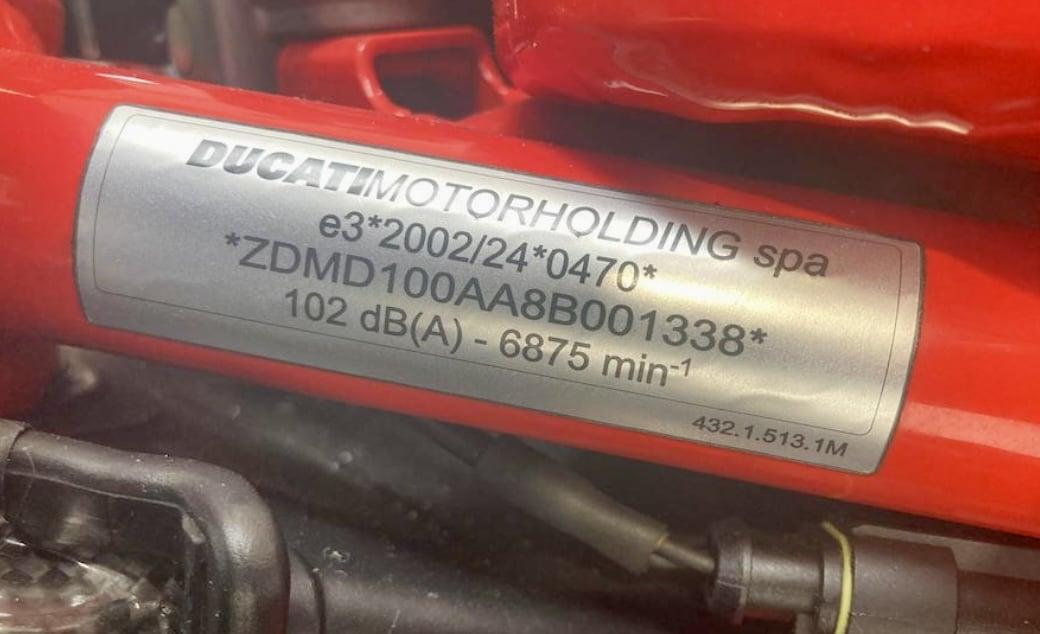 DUCATIMOTORHOLDING spa
e3*2002/24*0470*
*ZDMD100AA8B001338*
102 dB(A) - 6875 min⁻¹
432.1.513.1M